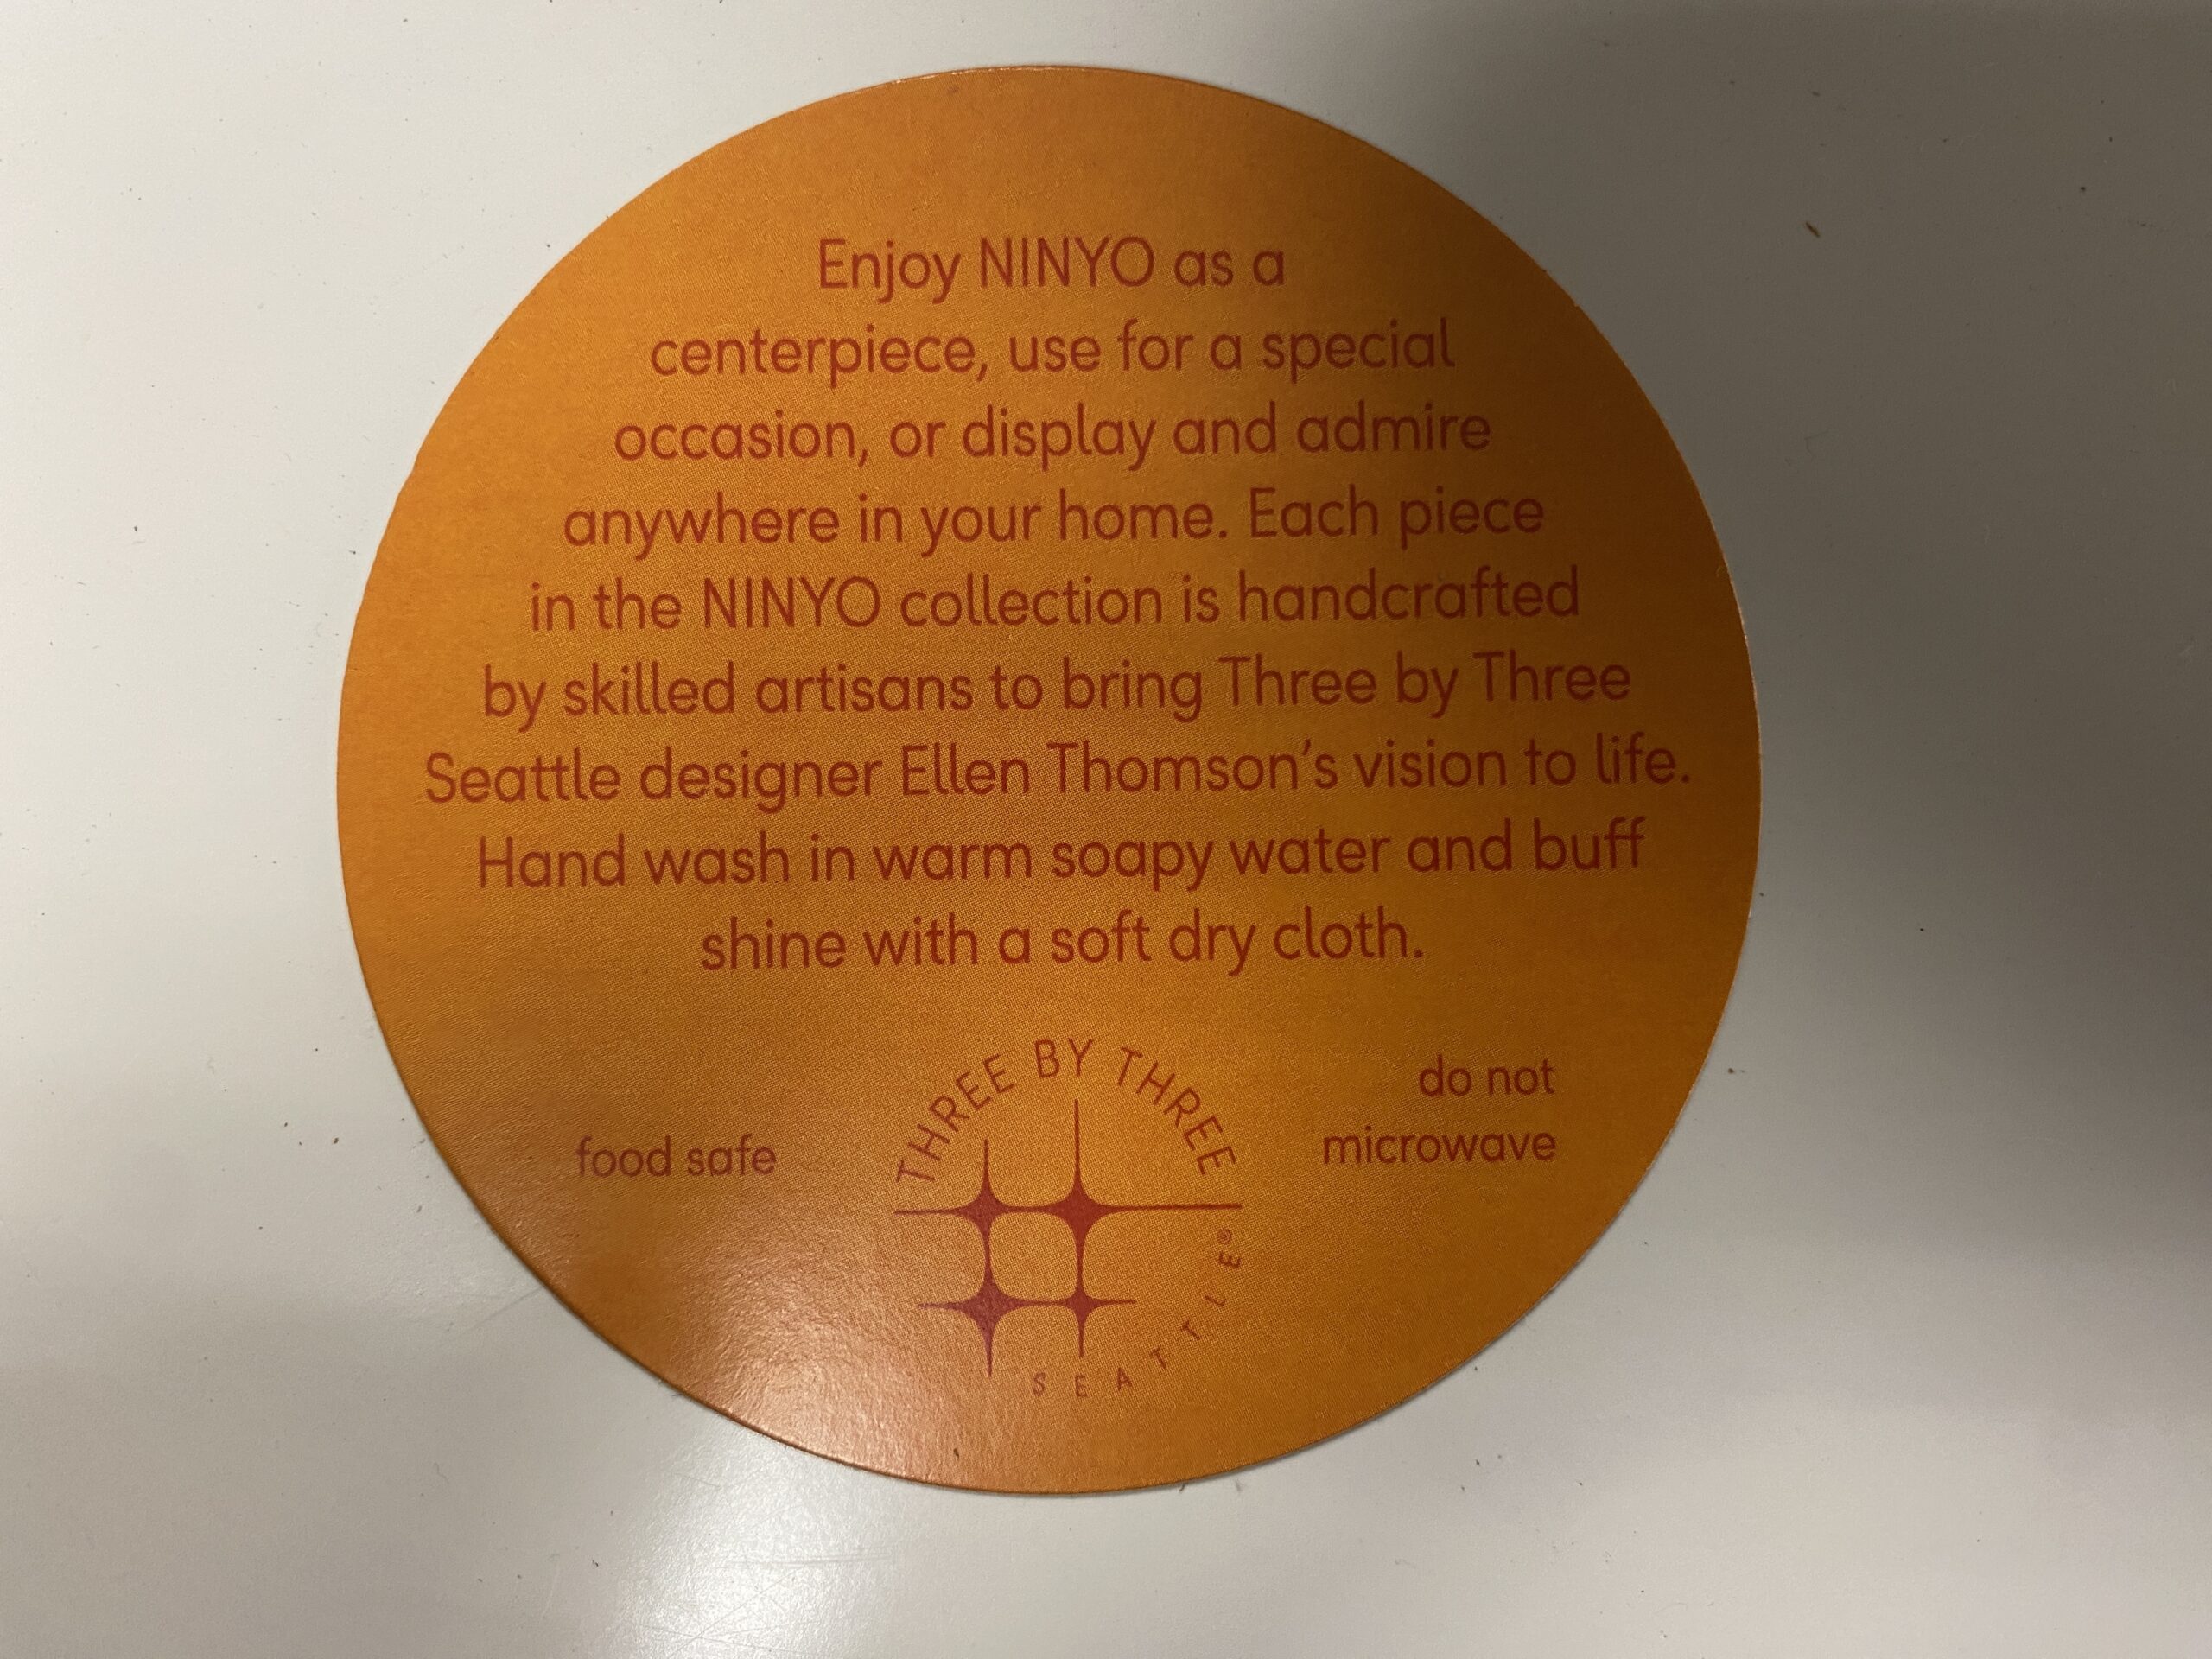 Enjoy NINYO as a
centerpiece, use for a special
occasion, or display and admire
anywhere in your home. Each piece
in the NINYO collection is handcrafted
by skilled artisans to bring Three by Three
Seattle designer Ellen Thomson's vision to life.
Hand wash in warm soapy water and buff
shine with a soft dry cloth.
food safe
THREE BY THREE
SEATTLE®
do not
microwave